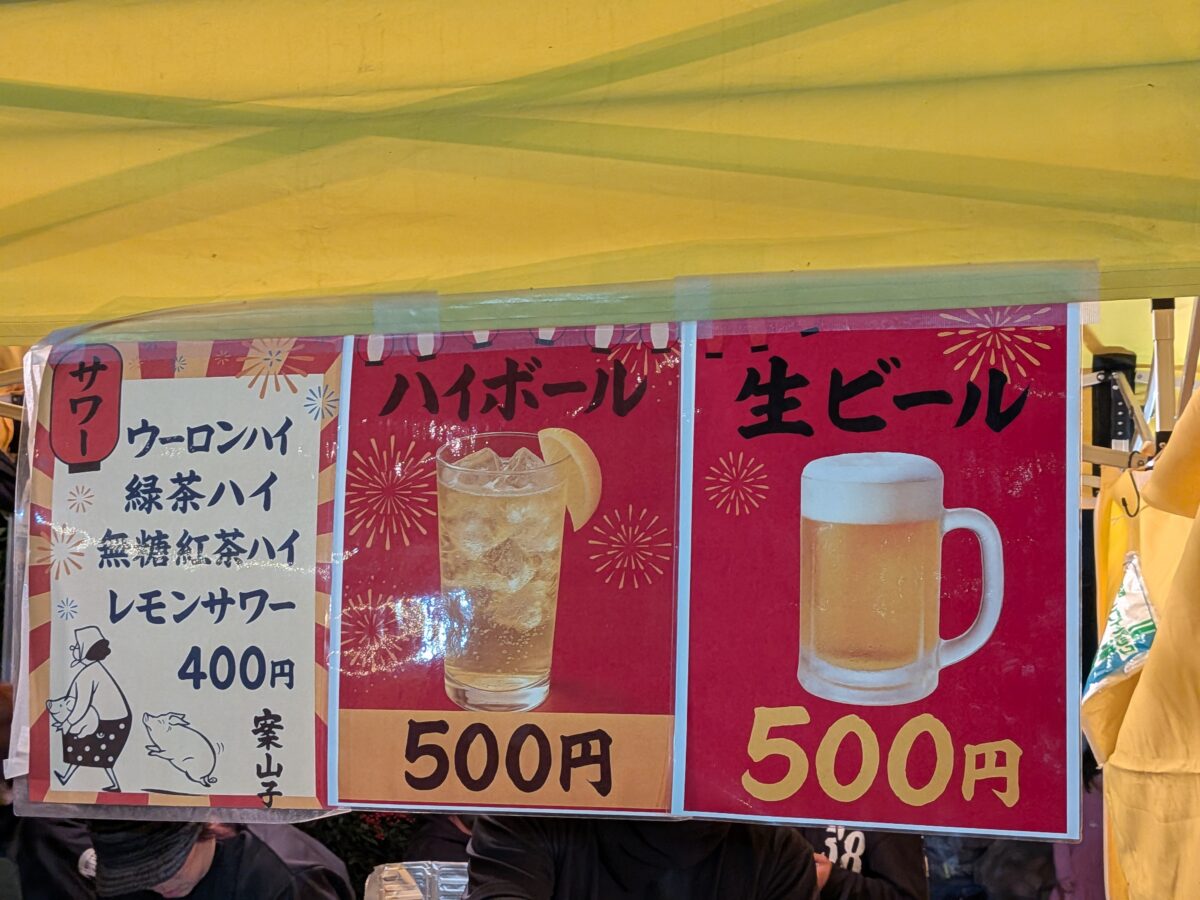 サワー
ウーロンハイ
緑茶ハイ
無糖紅茶ハイ
レモンサワー
400円
案山子
ハイボール
500円
生ビール
500円